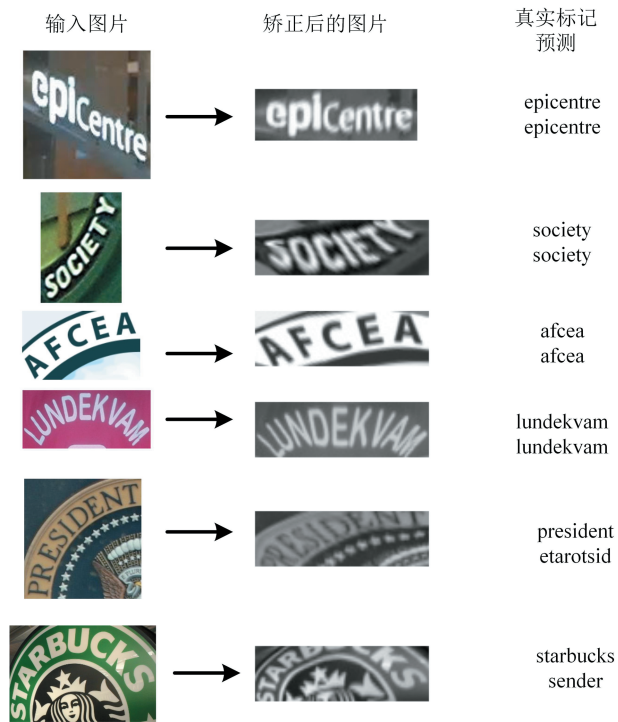 输入图片
矫正后的图片
真实标记
预测
epiCentre
epiCentre
epicentre
epicentre
SOCIETY
SOCIETY
society
society
AFCEA
AFCEA
afcea
afcea
LUNDEKVAM
LUNDEKVAM
lundekvam
lundekvam
PRESIDENT
PRESIDENT
president
etarotsid
STARBUCKS
STARBUCKS
starbucks
sender